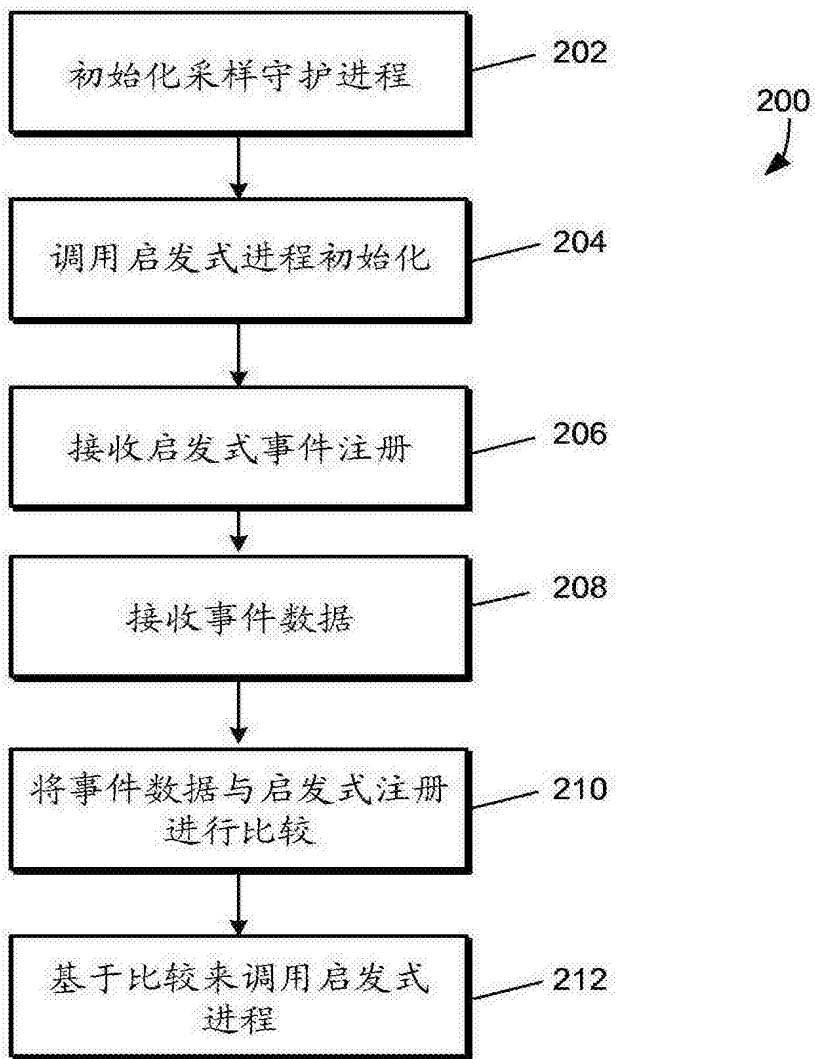 初始化采样守护进程
202
200
调用启发式进程初始化
204
接收启发式事件注册
206
接收事件数据
208
将事件数据与启发式注册
进行比较
210
基于比较来调用启发式
进程
212